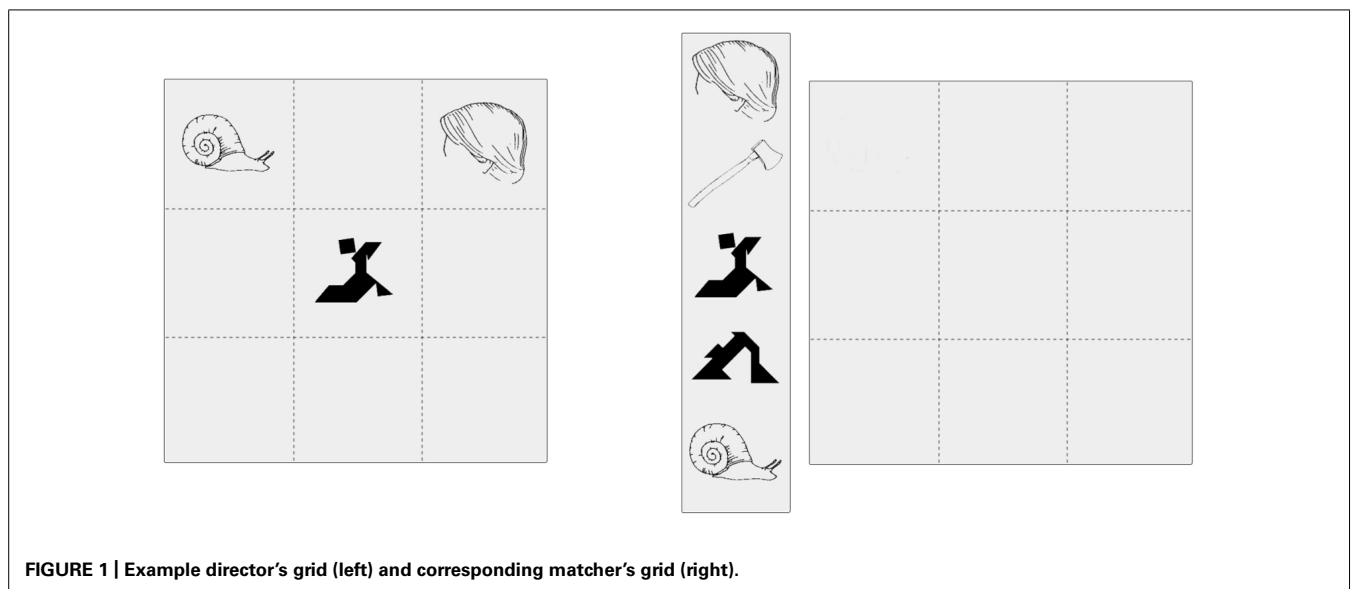 FIGURE 1 | Example director's grid (left) and corresponding matcher's grid (right).